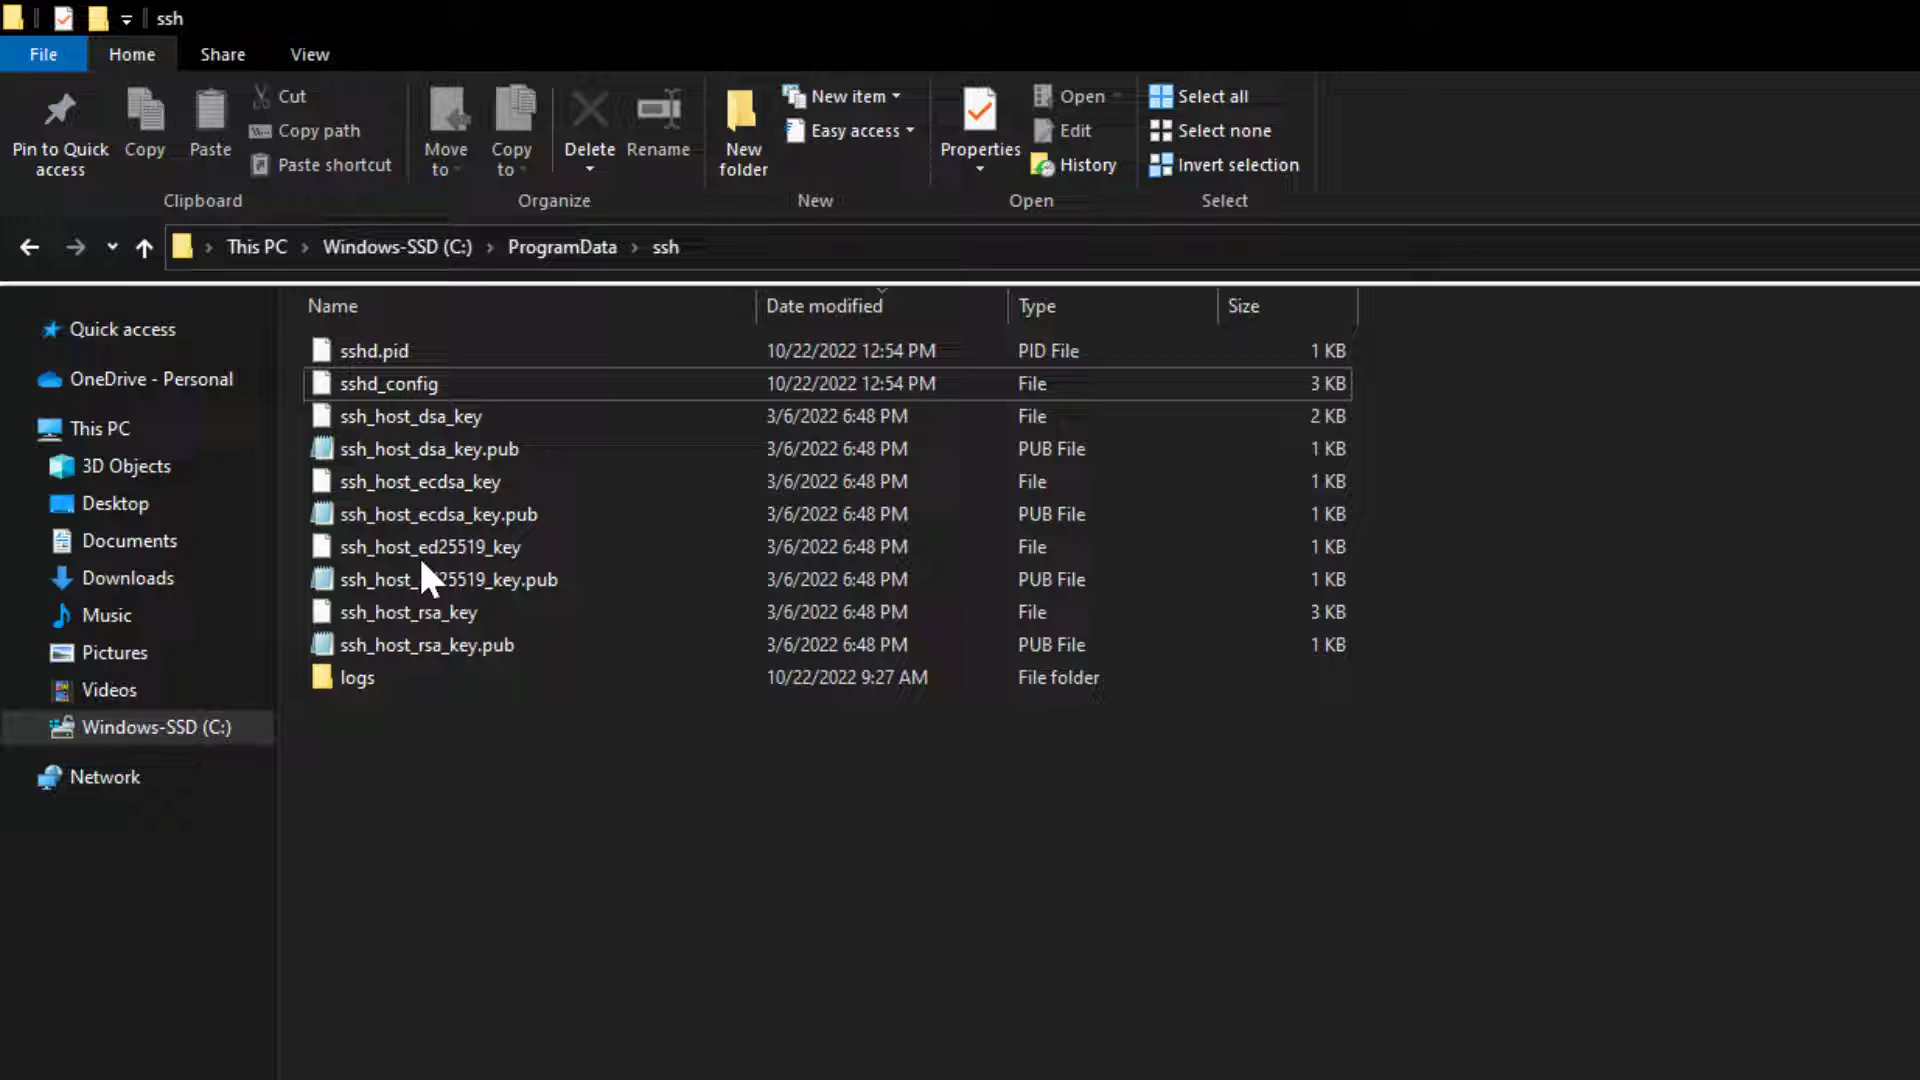 ssh
File Home Share View
Pin to Quick access
Copy
Paste
Cut
Copy path
Paste shortcut
Clipboard
Move to
Copy to
Delete
Rename
Organize
New folder
New item
Easy access
New
Properties
Open
Edit
History
Open
Select all
Select none
Invert selection
Select
This PC > Windows-SSD (C:) > ProgramData > ssh
Quick access
OneDrive - Personal
This PC
3D Objects
Desktop
Documents
Downloads
Music
Pictures
Videos
Windows-SSD (C:)
Network
Name Date modified Type Size
sshd.pid 10/22/2022 12:54 PM PID File 1 KB
sshd_config 10/22/2022 12:54 PM File 3 KB
ssh_host_dsa_key 3/6/2022 6:48 PM File 2 KB
ssh_host_dsa_key.pub 3/6/2022 6:48 PM PUB File 1 KB
ssh_host_ecdsa_key 3/6/2022 6:48 PM File 1 KB
ssh_host_ecdsa_key.pub 3/6/2022 6:48 PM PUB File 1 KB
ssh_host_ed25519_key 3/6/2022 6:48 PM File 1 KB
ssh_host_ed25519_key.pub 3/6/2022 6:48 PM PUB File 1 KB
ssh_host_rsa_key 3/6/2022 6:48 PM File 3 KB
ssh_host_rsa_key.pub 3/6/2022 6:48 PM PUB File 1 KB
logs 10/22/2022 9:27 AM File folder